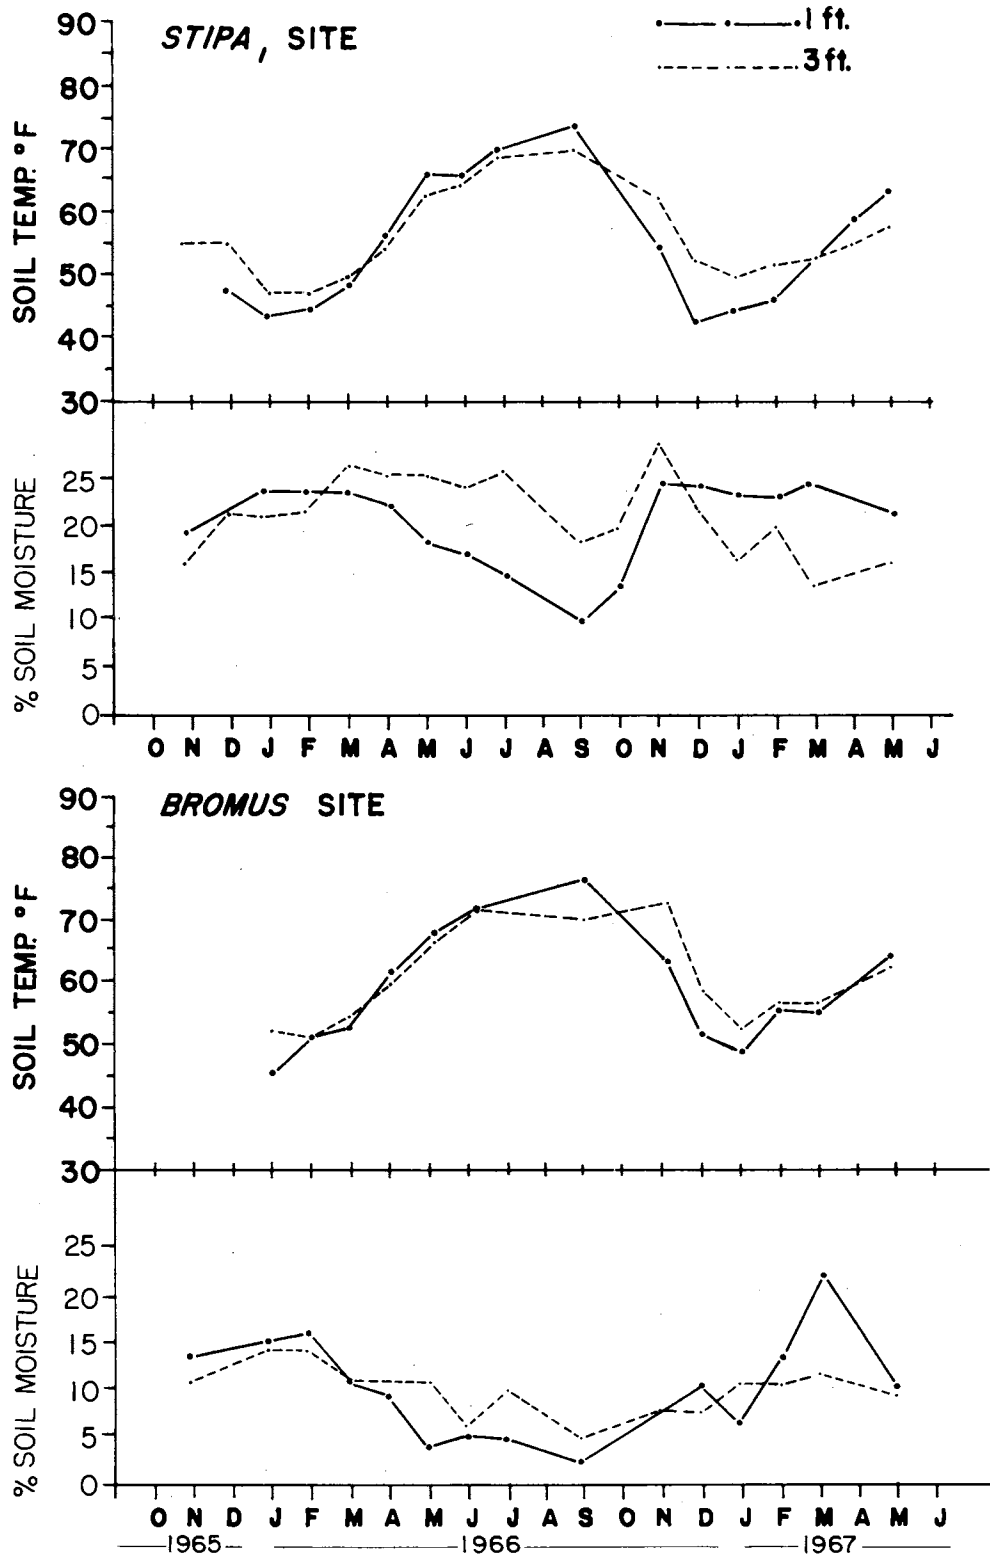 STIPA, SITE
1 ft.
3 ft.
SOIL TEMP. °F
90
80
70
60
50
40
30
% SOIL MOISTURE
25
20
15
10
5
0
O N D J F M A M J J A S O N D J F M A M J
BROMUS SITE
SOIL TEMP. °F
90
80
70
60
50
40
30
% SOIL MOISTURE
25
20
15
10
5
0
O N D J F M A M J J A S O N D J F M A M J
1965 1966 1967